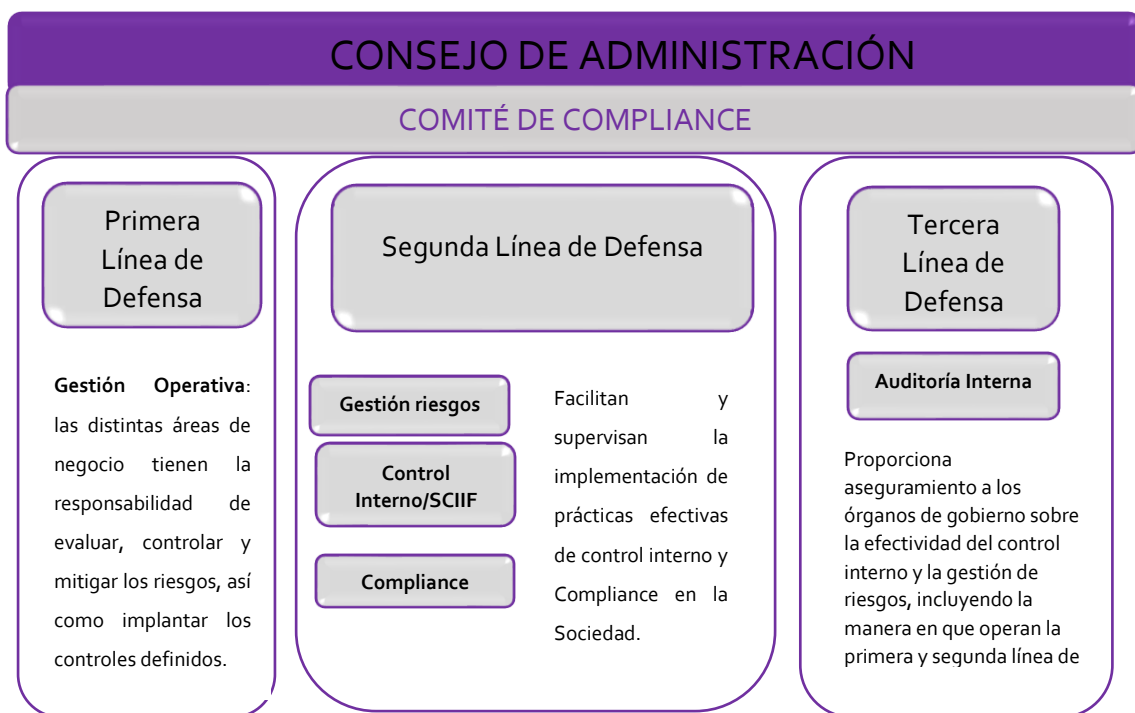 CONSEJO DE ADMINISTRACIÓN
COMITÉ DE COMPLIANCE
Primera
Línea de
Defensa
Gestión Operativa:
las distintas áreas de
negocio tienen la
responsabilidad de
evaluar, controlar y
mitigar los riesgos, así
como implantar los
controles definidos.
Segunda Línea de Defensa
Gestión riesgos
Control
Interno/SCIIF
Compliance
Facilitan y
supervisan la
implementación de
prácticas efectivas
de control interno y
Compliance en la
Sociedad.
Tercera
Línea de
Defensa
Auditoría Interna
Proporciona
aseguramiento a los
órganos de gobierno sobre
la efectividad del control
interno y la gestión de
riesgos, incluyendo la
manera en que operan la
primera y segunda línea de